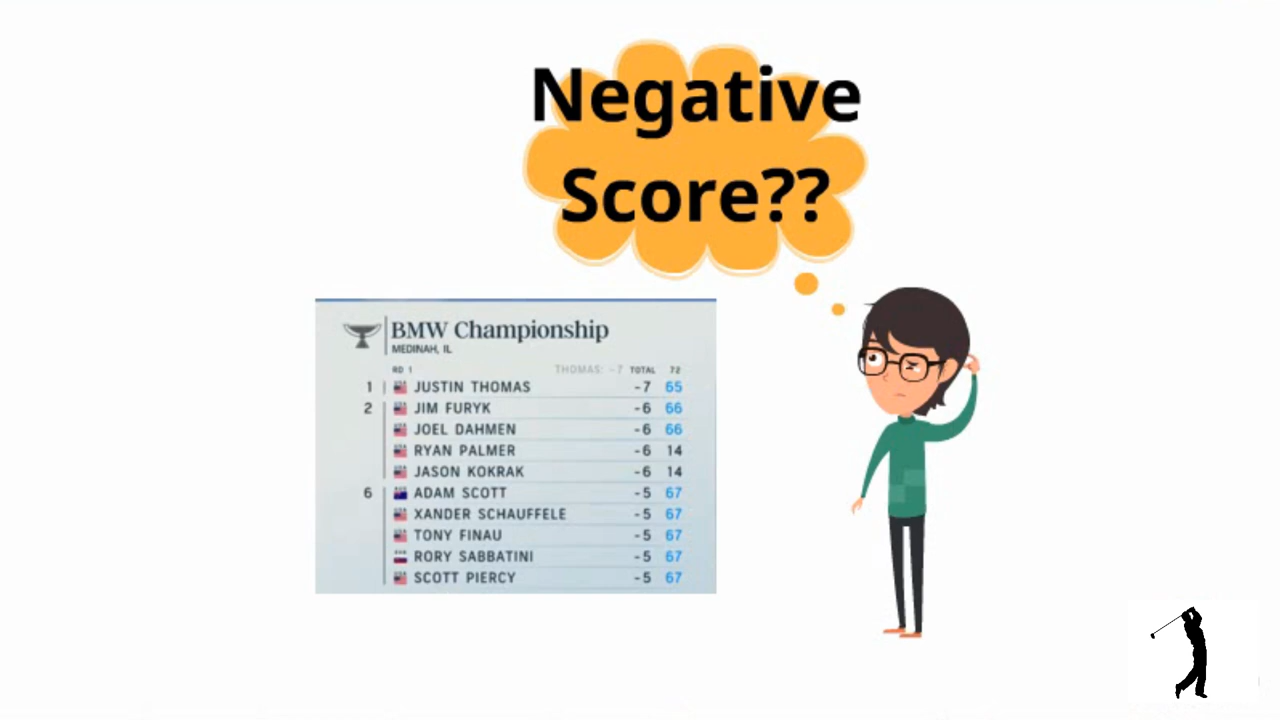 Negative
Score??
BMW Championship
MEDINAH, IL
RD 1 THOMAS: -7 TOTAL 72
1 JUSTIN THOMAS -7 65
2 JIM FURYK -6 66
JOEL DAHMEN -6 66
RYAN PALMER -6 14
JASON KOKRAK -6 14
6 ADAM SCOTT -5 67
XANDER SCHAUFFELE -5 67
TONY FINAU -5 67
RORY SABBATINI -5 67
SCOTT PIERCY -5 67